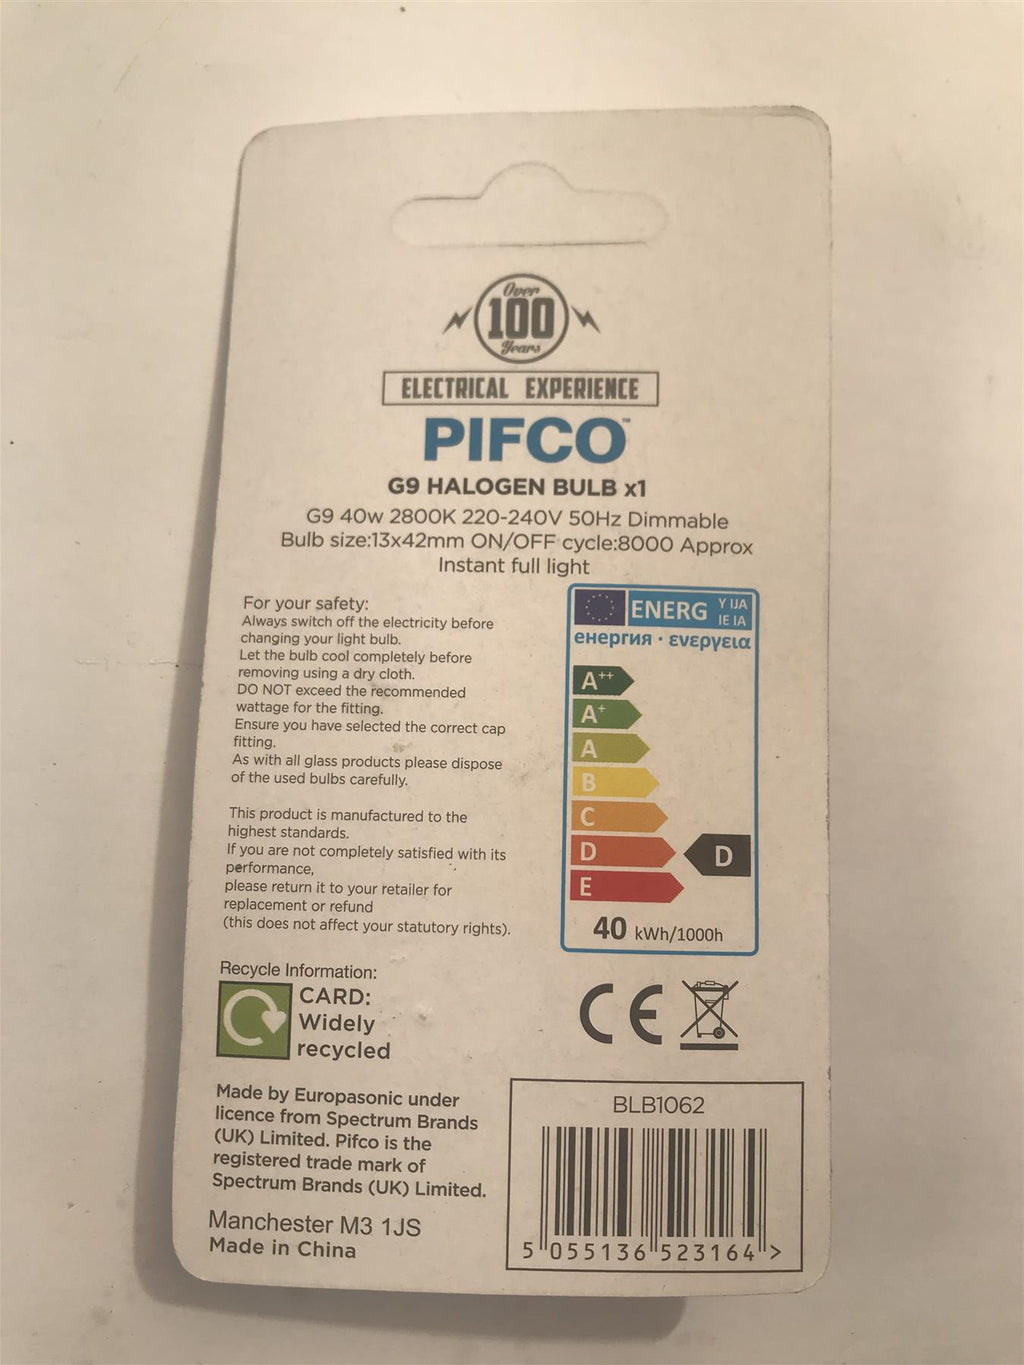 Over
100
Years
ELECTRICAL EXPERIENCE
PIFCO™
G9 HALOGEN BULB x1
G9 40w 2800K 220-240V 50Hz Dimmable
Bulb size:13x42mm ON/OFF cycle:8000 Approx
Instant full light
For your safety:
Always switch off the electricity before
changing your light bulb.
Let the bulb cool completely before
removing using a dry cloth.
DO NOT exceed the recommended
wattage for the fitting.
Ensure you have selected the correct cap
fitting.
As with all glass products please dispose
of the used bulbs carefully.
This product is manufactured to the
highest standards.
If you are not completely satisfied with its
performance,
please return it to your retailer for
replacement or refund
(this does not affect your statutory rights).
ENERG Y IJA
IE IA
енергия · ενεργεια
A++
A+
A
B
C
D D
E
40 kWh/1000h
Recycle Information:
CARD:
Widely
recycled
CE
Made by Europasonic under
licence from Spectrum Brands
(UK) Limited. Pifco is the
registered trade mark of
Spectrum Brands (UK) Limited.
Manchester M3 1JS
Made in China
BLB1062
5 055136 523164 >